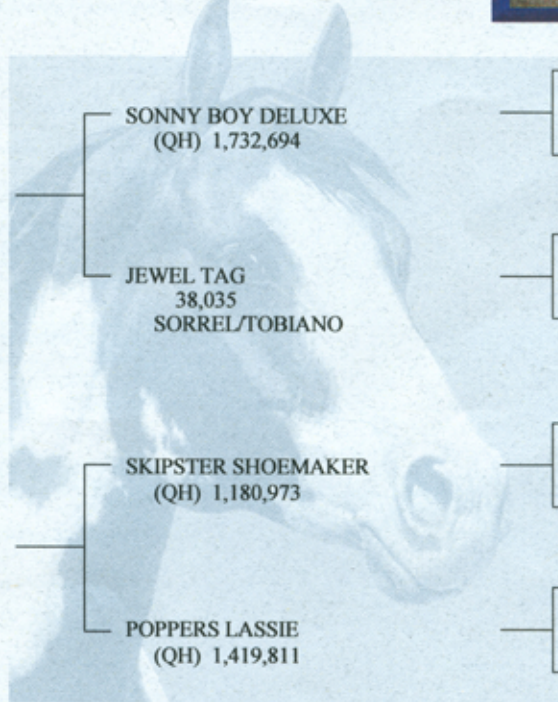 SONNY BOY DELUXE
(QH) 1,732,694
JEWEL TAG
38,035
SORREL/TOBIANO
SKIPSTER SHOEMAKER
(QH) 1,180,973
POPPERS LASSIE
(QH) 1,419,811